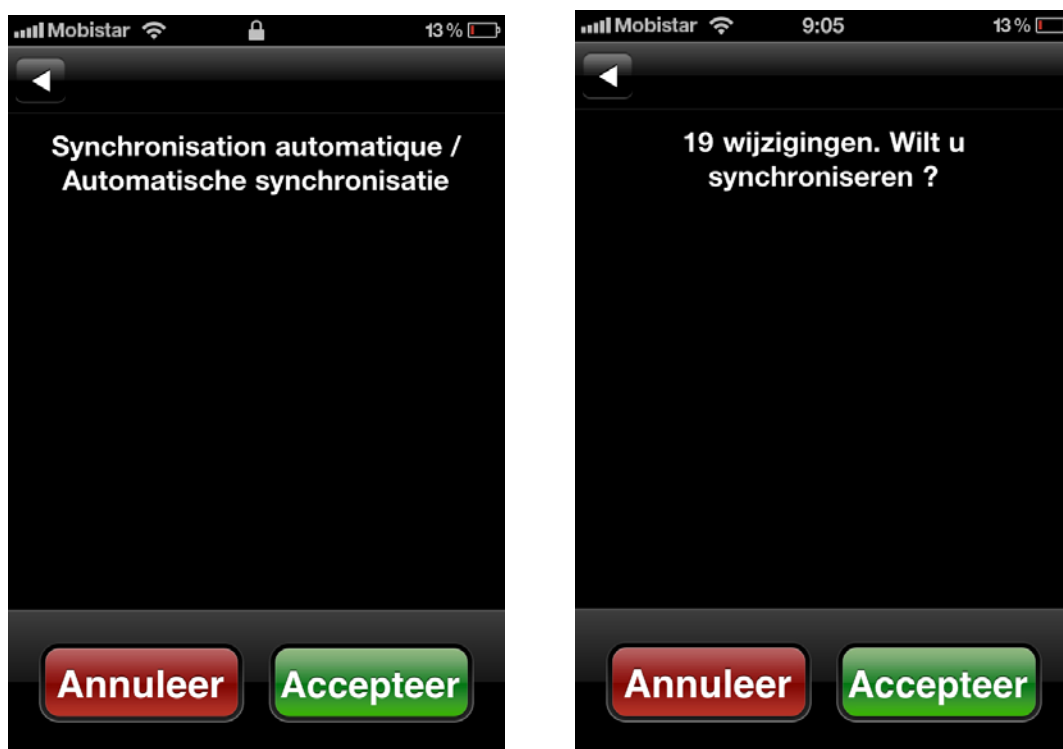 Mobistar 13 %
Synchronisation automatique /
Automatische synchronisatie
Annuleer Accepteer
Mobistar 9:05 13 %
19 wijzigingen. Wilt u
synchroniseren ?
Annuleer Accepteer